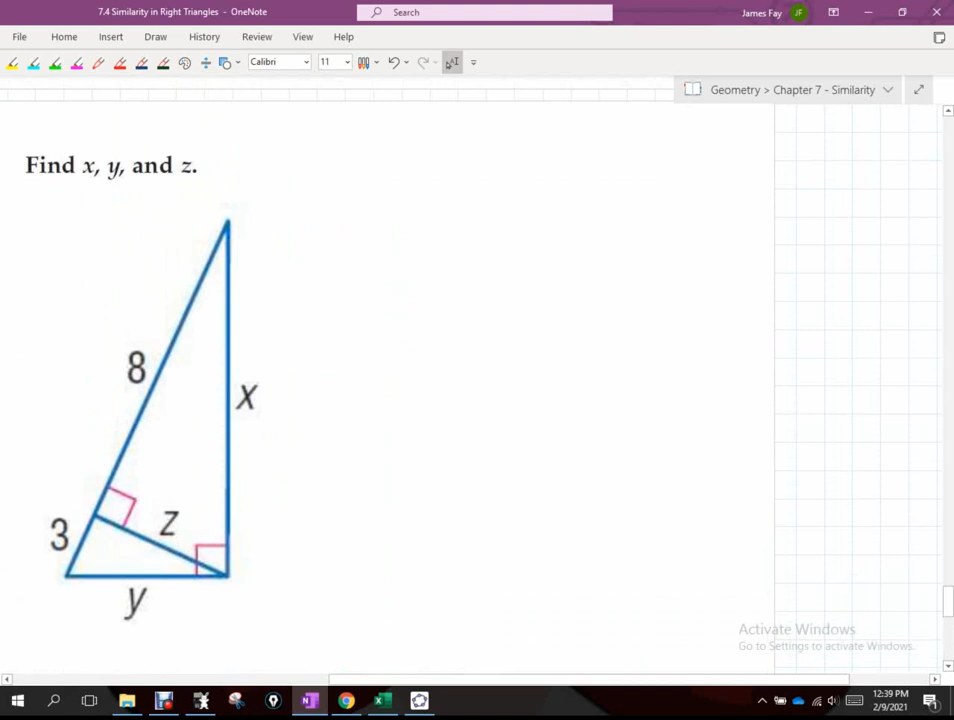 7.4 Similarity in Right Triangles - OneNote
Search
James Fay JF
File Home Insert Draw History Review View Help
Calibri 11
Geometry > Chapter 7 - Similarity
Find x, y, and z.
8
x
z
3
y
Activate Windows
Go to Settings to activate Windows.
12:39 PM
2/9/2021
1